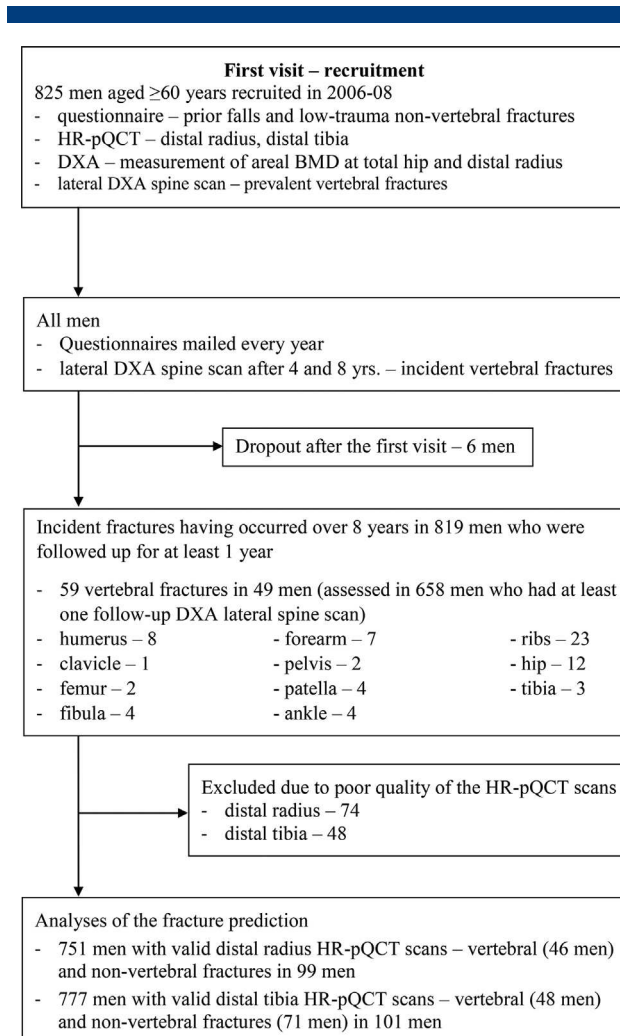 First visit – recruitment
825 men aged ≥60 years recruited in 2006-08
- questionnaire – prior falls and low-trauma non-vertebral fractures
- HR-pQCT – distal radius, distal tibia
- DXA – measurement of areal BMD at total hip and distal radius
- lateral DXA spine scan – prevalent vertebral fractures
All men
- Questionnaires mailed every year
- lateral DXA spine scan after 4 and 8 yrs. – incident vertebral fractures
Dropout after the first visit – 6 men
Incident fractures having occurred over 8 years in 819 men who were
followed up for at least 1 year
- 59 vertebral fractures in 49 men (assessed in 658 men who had at least
one follow-up DXA lateral spine scan)
- humerus – 8 - forearm – 7 - ribs – 23
- clavicle – 1 - pelvis – 2 - hip – 12
- femur – 2 - patella – 4 - tibia – 3
- fibula – 4 - ankle – 4
Excluded due to poor quality of the HR-pQCT scans
- distal radius – 74
- distal tibia – 48
Analyses of the fracture prediction
- 751 men with valid distal radius HR-pQCT scans – vertebral (46 men)
and non-vertebral fractures in 99 men
- 777 men with valid distal tibia HR-pQCT scans – vertebral (48 men)
and non-vertebral fractures (71 men) in 101 men